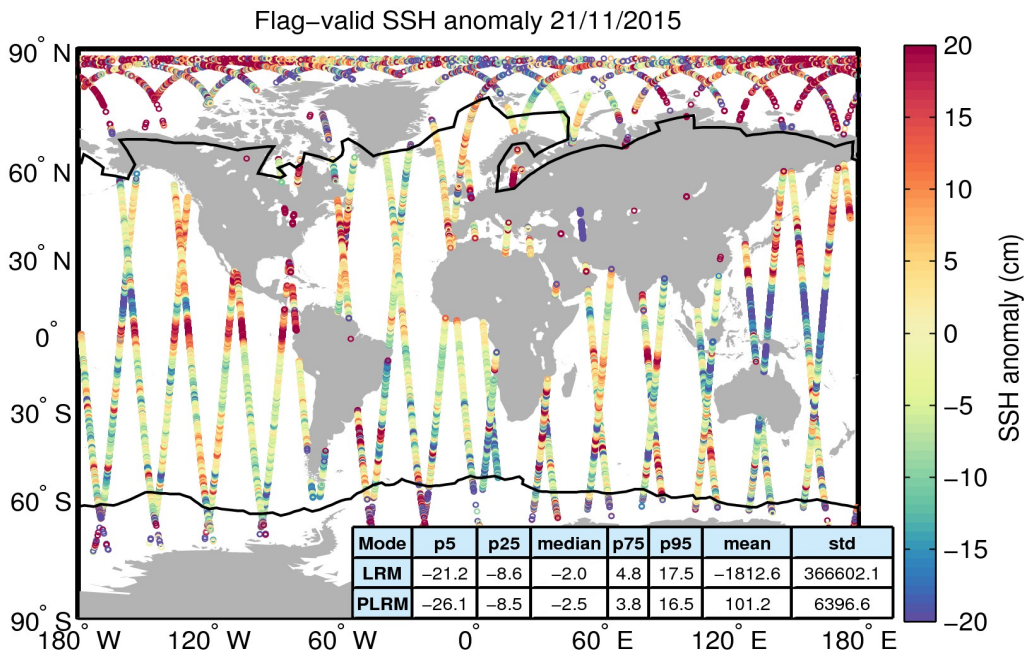 Flag−valid SSH anomaly 21/11/2015
90° N
60° N
30° N
0°
30° S
60° S
90° S
180° W 120° W 60° W 0° 60° E 120° E 180° E
Mode p5 p25 median p75 p95 mean std
LRM −21.2 −8.6 −2.0 4.8 17.5 −1812.6 366602.1
PLRM −26.1 −8.5 −2.5 3.8 16.5 101.2 6396.6
20
15
10
5
0
−5
−10
−15
−20
SSH anomaly (cm)